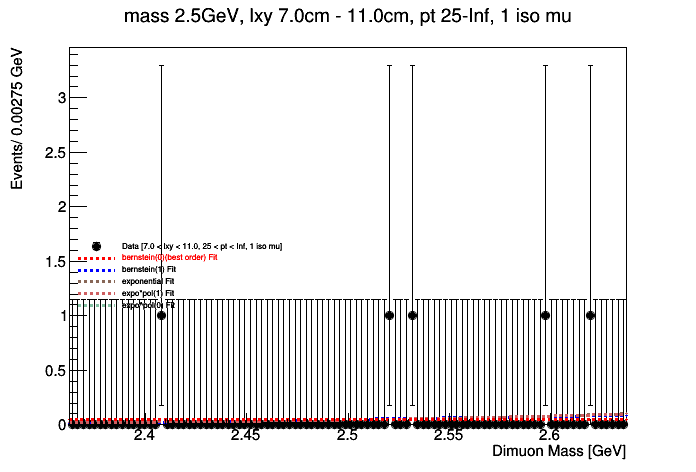 mass 2.5GeV, lxy 7.0cm - 11.0cm, pt 25-Inf, 1 iso mu
Events/ 0.00275 GeV
3
2.5
2
1.5
1
0.5
0
Data [7.0 < lxy < 11.0, 25 < pt < Inf, 1 iso mu]
bernstein(0)(best order) Fit
bernstein(1) Fit
exponential Fit
expo*pol(1) Fit
expo*pol(0) Fit
2.4
2.45
2.5
2.55
2.6
Dimuon Mass [GeV]